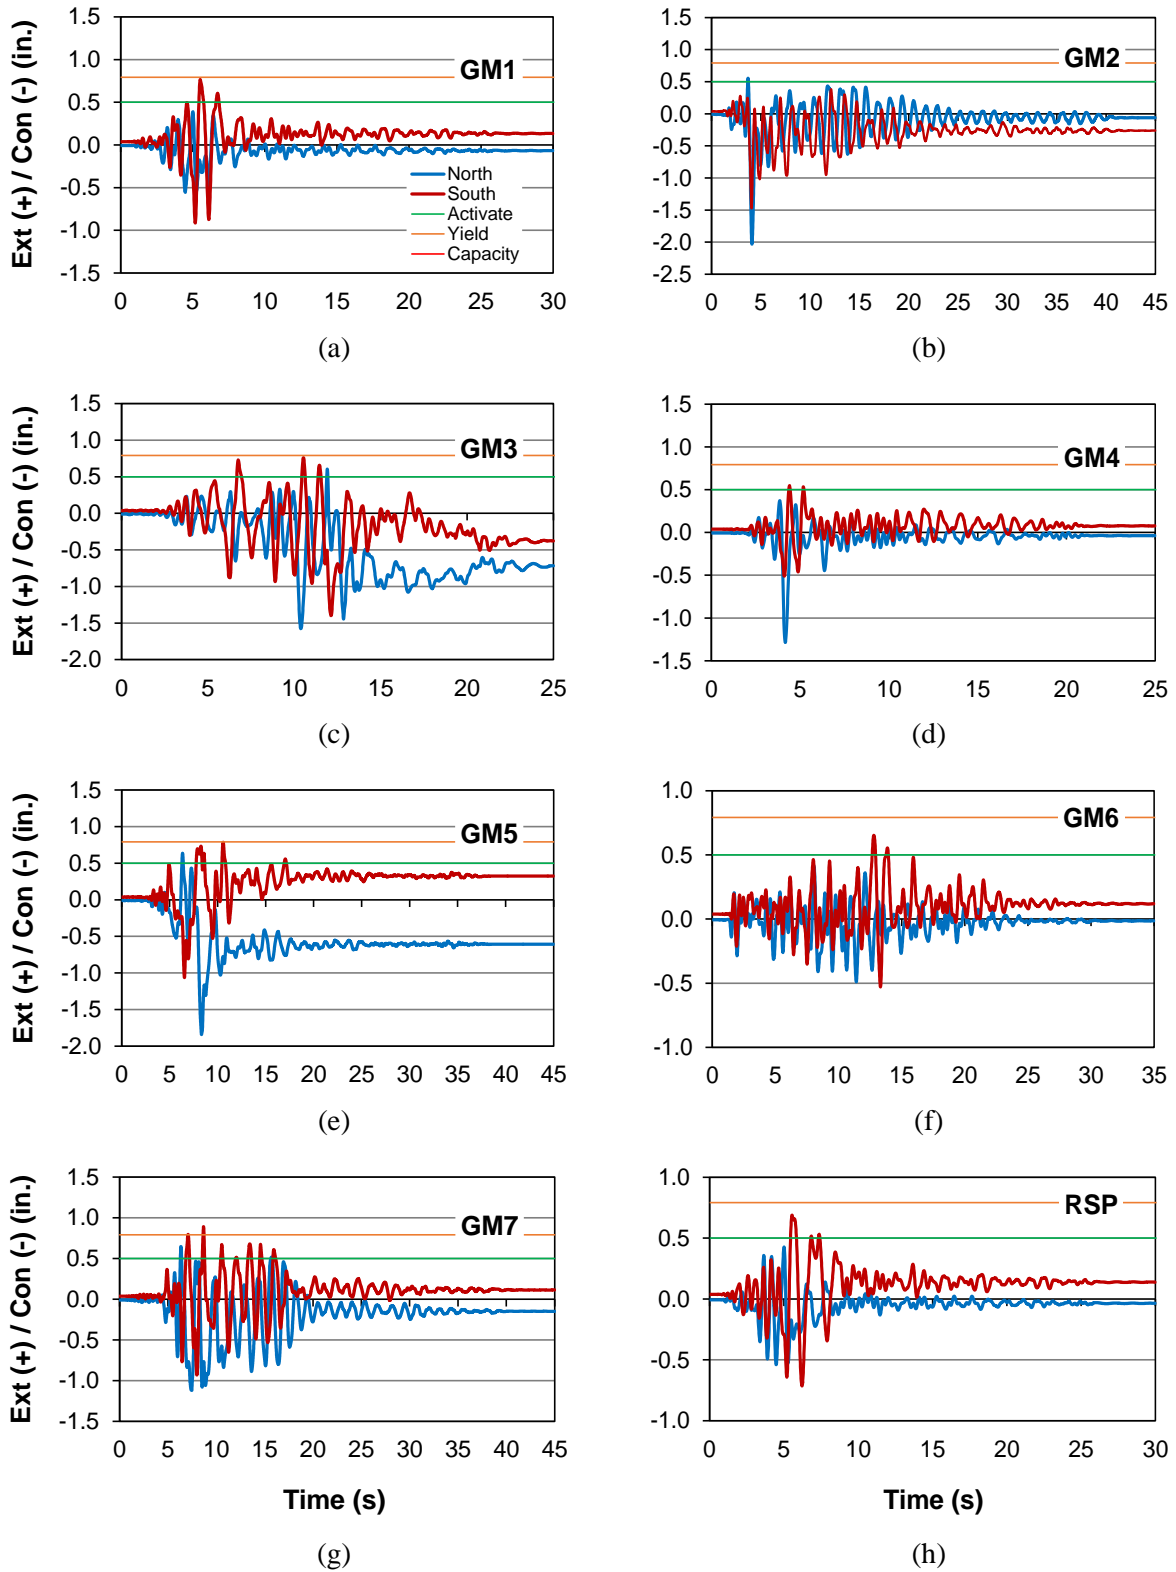 Ext (+) / Con (-) (in.)
1.5
1.0
0.5
0.0
-0.5
-1.0
-1.5
GM1
North
South
Activate
Yield
Capacity
0 5 10 15 20 25 30
(a)
1.5
1.0
0.5
0.0
-0.5
-1.0
-1.5
-2.0
-2.5
GM2
0 5 10 15 20 25 30 35 40 45
(b)
Ext (+) / Con (-) (in.)
1.5
1.0
0.5
0.0
-0.5
-1.0
-1.5
-2.0
GM3
0 5 10 15 20 25
(c)
1.5
1.0
0.5
0.0
-0.5
-1.0
-1.5
GM4
0 5 10 15 20 25
(d)
Ext (+) / Con (-) (in.)
1.5
1.0
0.5
0.0
-0.5
-1.0
-1.5
-2.0
GM5
0 5 10 15 20 25 30 35 40 45
(e)
1.0
0.5
0.0
-0.5
-1.0
GM6
0 5 10 15 20 25 30 35
(f)
Ext (+) / Con (-) (in.)
1.5
1.0
0.5
0.0
-0.5
-1.0
-1.5
GM7
0 5 10 15 20 25 30 35 40 45
Time (s)
(g)
1.0
0.5
0.0
-0.5
-1.0
RSP
0 5 10 15 20 25 30
Time (s)
(h)